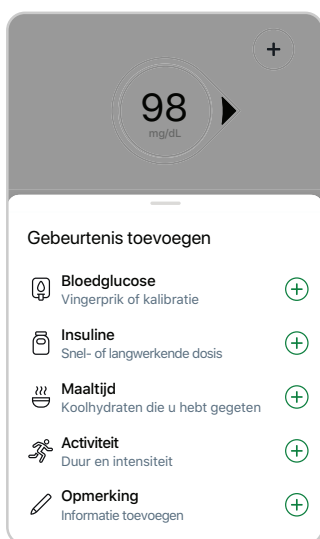 98
mg/dL
Gebeurtenis toevoegen
Bloedglucose
Vingerprik of kalibratie
Insuline
Snel- of langwerkende dosis
Maaltijd
Koolhydraten die u hebt gegeten
Activiteit
Duur en intensiteit
Opmerking
Informatie toevoegen